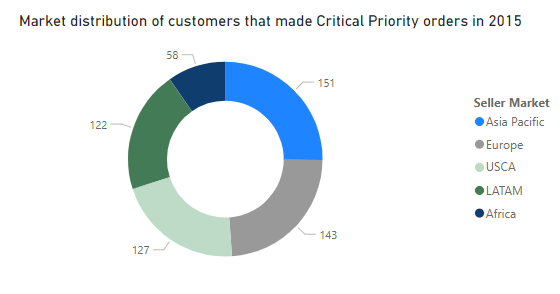 Market distribution of customers that made Critical Priority orders in 2015
58
151
122
127
143
Seller Market
Asia Pacific
Europe
USCA
LATAM
Africa